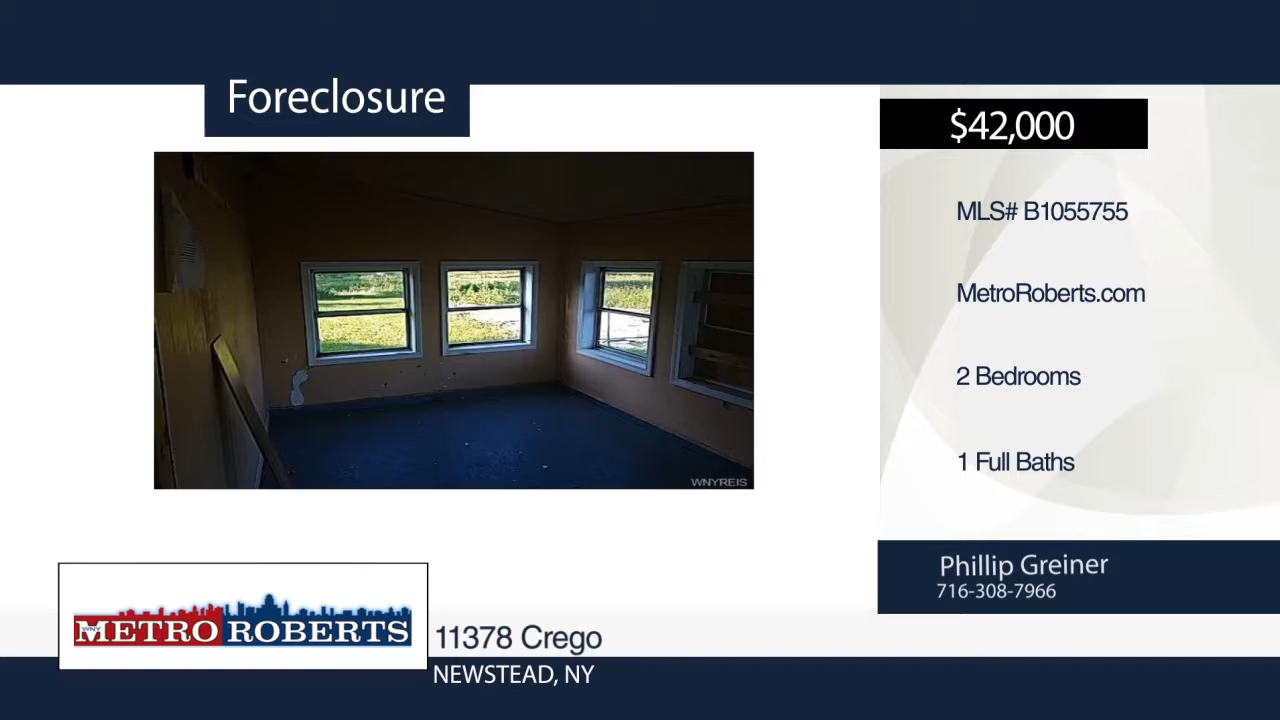 Foreclosure
$42,000
MLS# B1055755
MetroRoberts.com
2 Bedrooms
1 Full Baths
WNYREIS
Phillip Greiner
716-308-7966
WNY METRO ROBERTS
11378 Crego
NEWSTEAD, NY